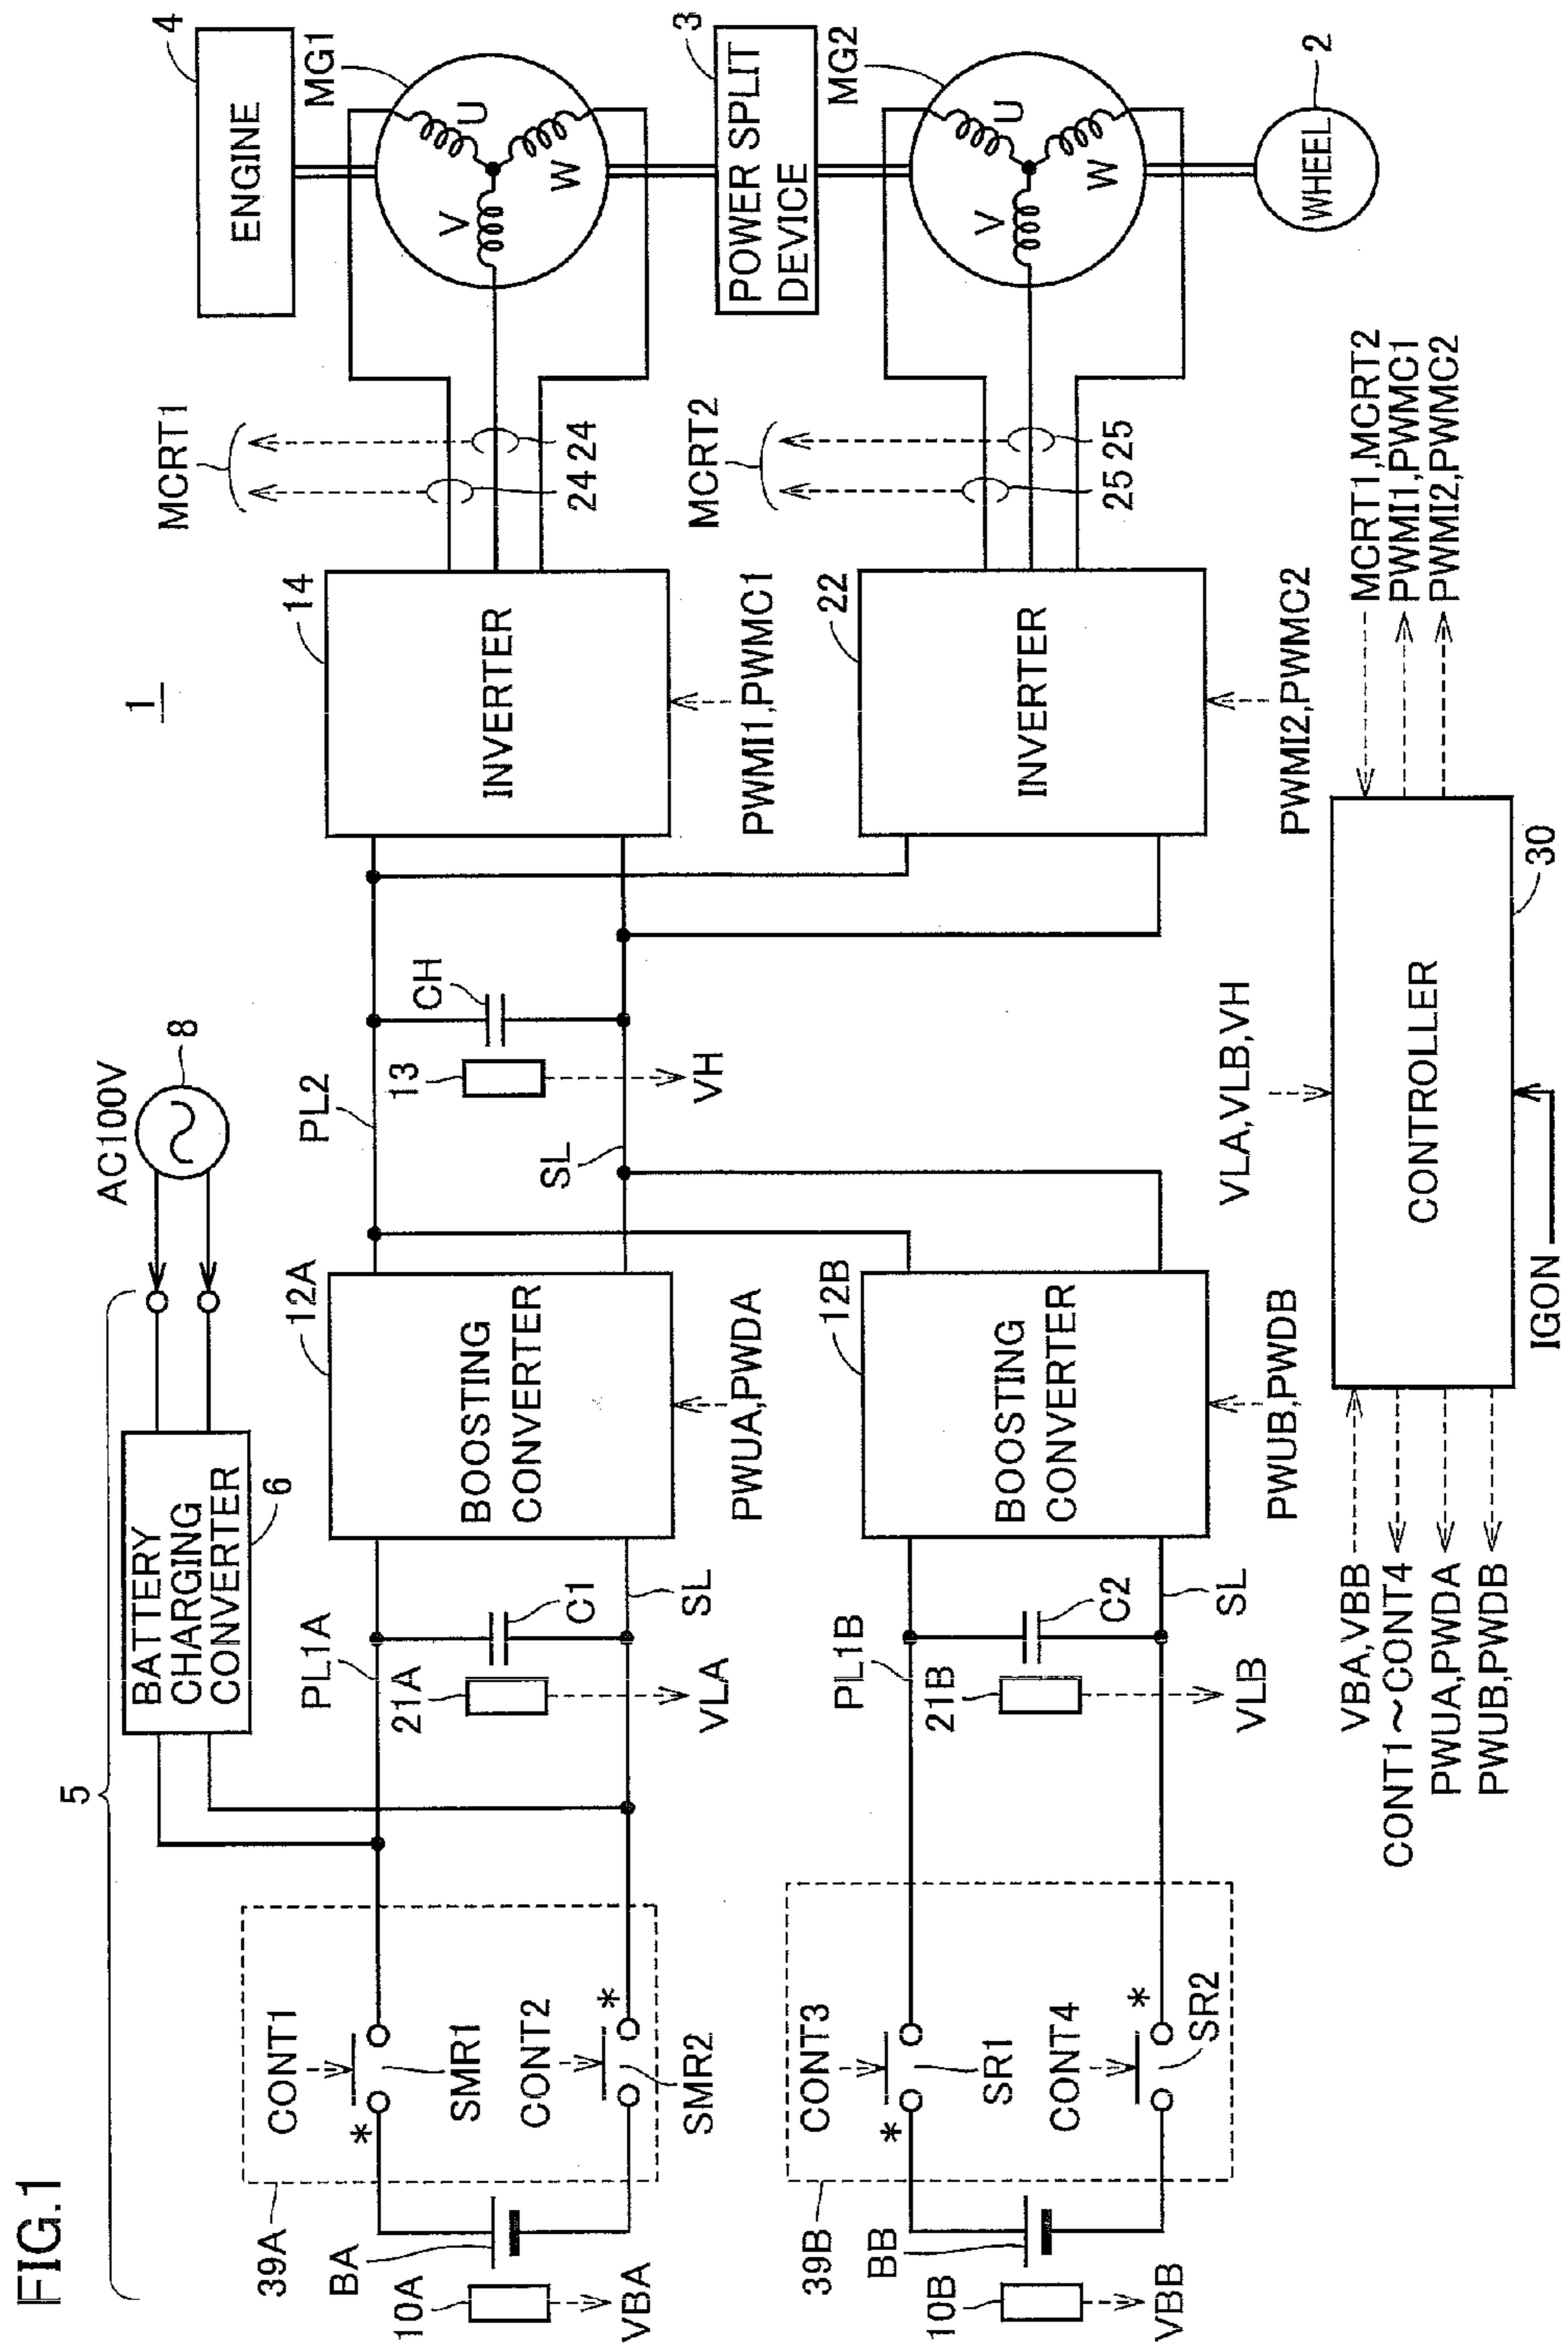 FIG.1
1
5
BATTERY
CHARGING
CONVERTER
6
AC100V
8
4
ENGINE
MG1
U
V
W
MCRT1
24
24
14
INVERTER
PWMI1,PWMC1
PL2
CH
13
VH
SL
12A
BOOSTING
CONVERTER
PWUA,PWDA
PL1A
C1
21A
SL
VLA
CONT1
*
SMR1
CONT2
*
SMR2
39A
BA
10A
VBA
3
POWER SPLIT
DEVICE
MG2
U
V
W
2
WHEEL
MCRT2
25
25
22
INVERTER
PWMI2,PWMC2
12B
BOOSTING
CONVERTER
PWUB,PWDB
PL1B
C2
21B
SL
VLB
CONT3
*
SR1
CONT4
*
SR2
39B
BB
10B
VBB
VLA,VLB,VH
CONTROLLER
30
IGON
VBA,VBB
CONT1~CONT4
PWUA,PWDA
PWUB,PWDB
MCRT1,MCRT2
PWMI1,PWMC1
PWMI2,PWMC2